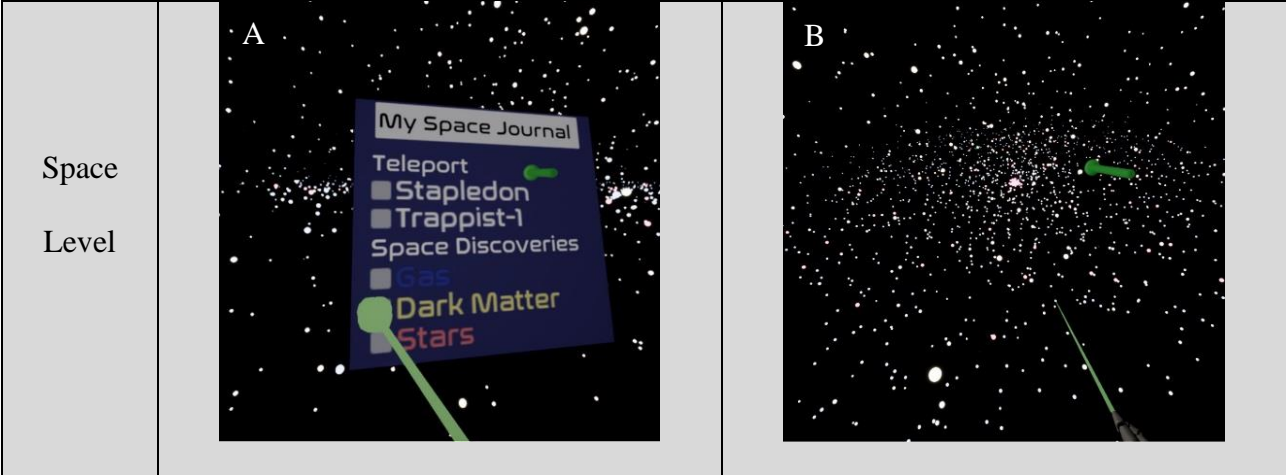 Space
Level
A
My Space Journal
Teleport
Stapledon
Trappist-1
Space Discoveries
Gas
Dark Matter
Stars
B